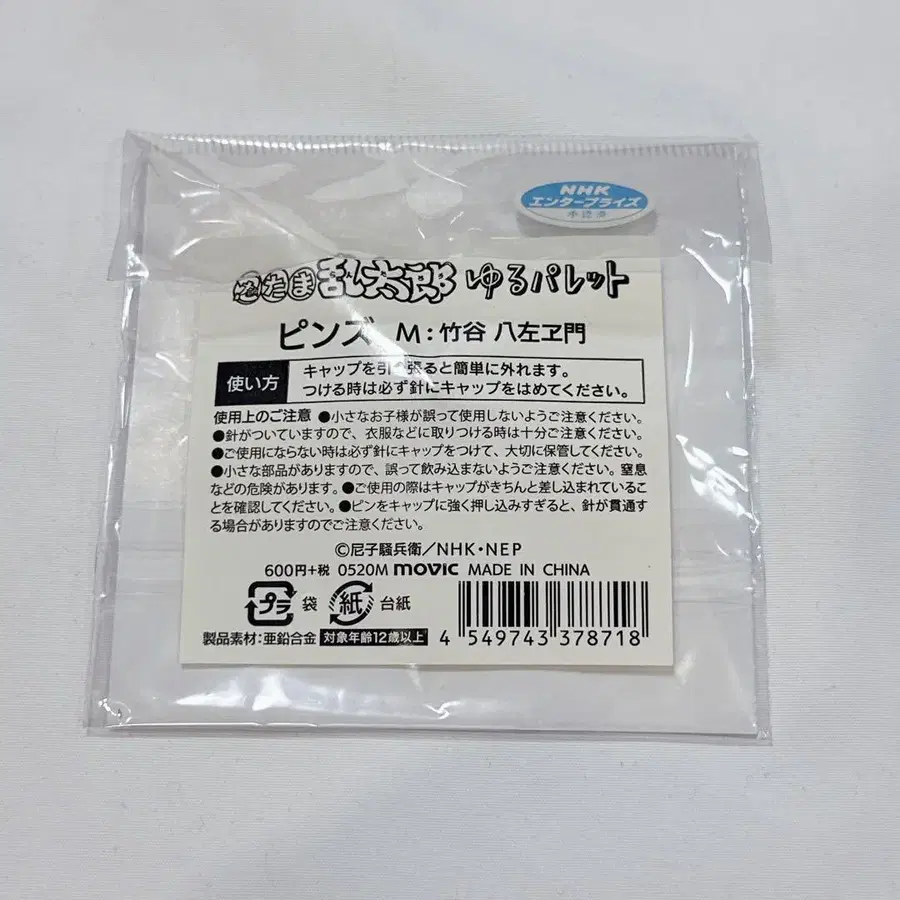 NHK
エンタープライズ
承認済
忍たま乱太郎 ゆるパレット
ピンズ M:竹谷 八左ヱ門
使い方
キャップを引っ張ると簡単に外れます。
つける時は必ず針にキャップをはめてください。
使用上のご注意 ●小さなお子様が誤って使用しないようご注意ください。
●針がついていますので、衣服などに取りつける時は十分ご注意ください。
●ご使用にならない時は必ず針にキャップをつけて、大切に保管してください。
●小さな部品がありますので、誤って飲み込まないようご注意ください。窒息
などの危険があります。●ご使用の際はキャップがきちんと差し込まれているこ
とを確認してください。●ピンをキャップに強く押し込みすぎると、針が貫通す
る場合がありますのでご注意ください。
©尼子騒兵衛/NHK・NEP
600円+税 0520M movic MADE IN CHINA
プラ 袋 紙 台紙
製品素材:亜鉛合金 対象年齢12歳以上
4 549743 378718